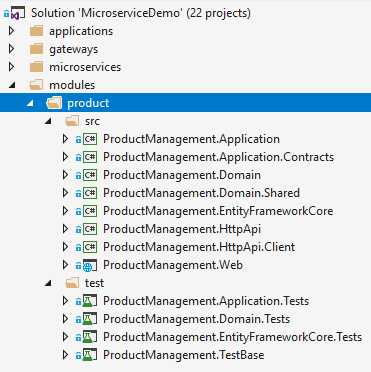 Solution 'MicroserviceDemo' (22 projects)
applications
gateways
microservices
modules
product
src
C# ProductManagement.Application
C# ProductManagement.Application.Contracts
C# ProductManagement.Domain
C# ProductManagement.Domain.Shared
C# ProductManagement.EntityFrameworkCore
C# ProductManagement.HttpApi
C# ProductManagement.HttpApi.Client
ProductManagement.Web
test
ProductManagement.Application.Tests
ProductManagement.Domain.Tests
ProductManagement.EntityFrameworkCore.Tests
ProductManagement.TestBase